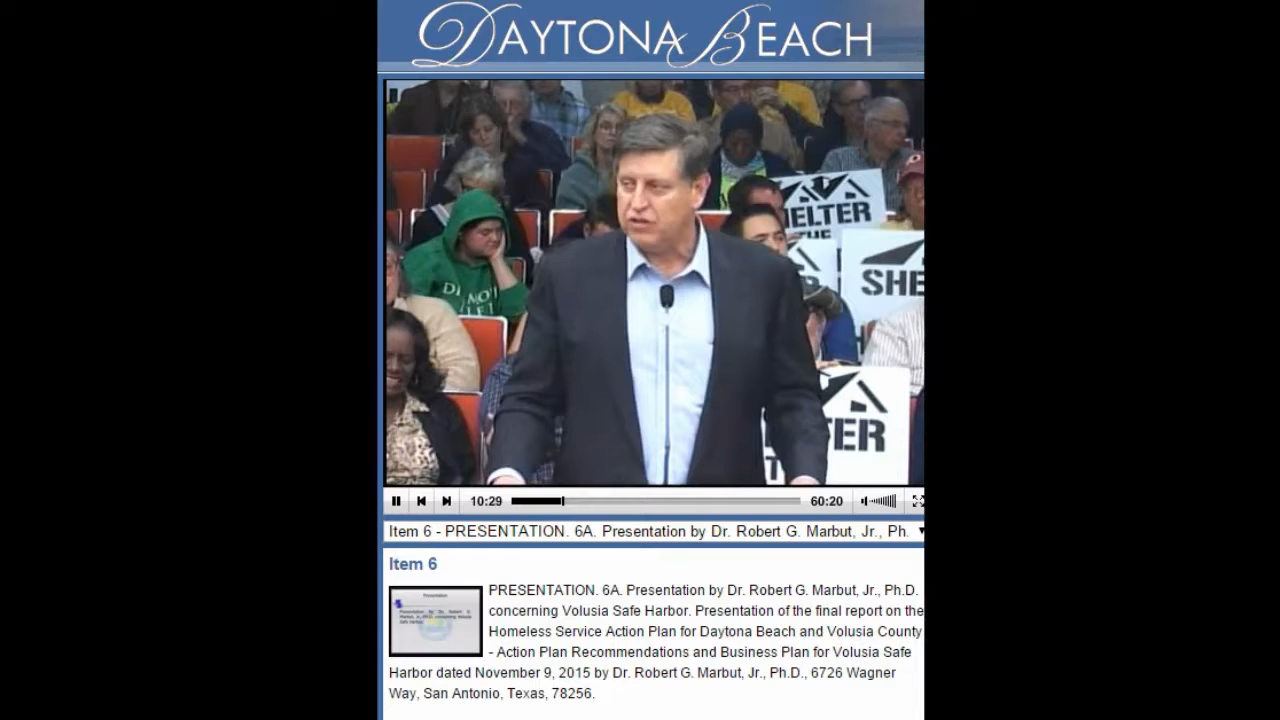 DAYTONA BEACH
SHELTER
THE
SHE
TER
10:29
60:20
Item 6 - PRESENTATION. 6A. Presentation by Dr. Robert G. Marbut, Jr., Ph.
Item 6
PRESENTATION. 6A. Presentation by Dr. Robert G. Marbut, Jr., Ph.D.
concerning Volusia Safe Harbor. Presentation of the final report on the
Homeless Service Action Plan for Daytona Beach and Volusia County
- Action Plan Recommendations and Business Plan for Volusia Safe
Harbor dated November 9, 2015 by Dr. Robert G. Marbut, Jr., Ph.D., 6726 Wagner
Way, San Antonio, Texas, 78256.